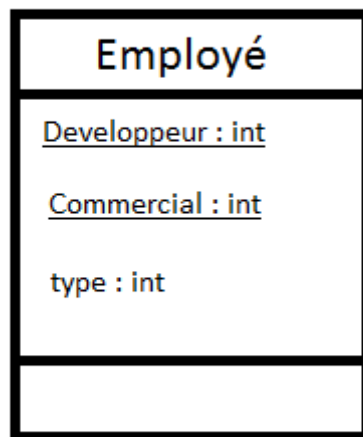 Employé
Developpeur : int
Commercial : int
type : int